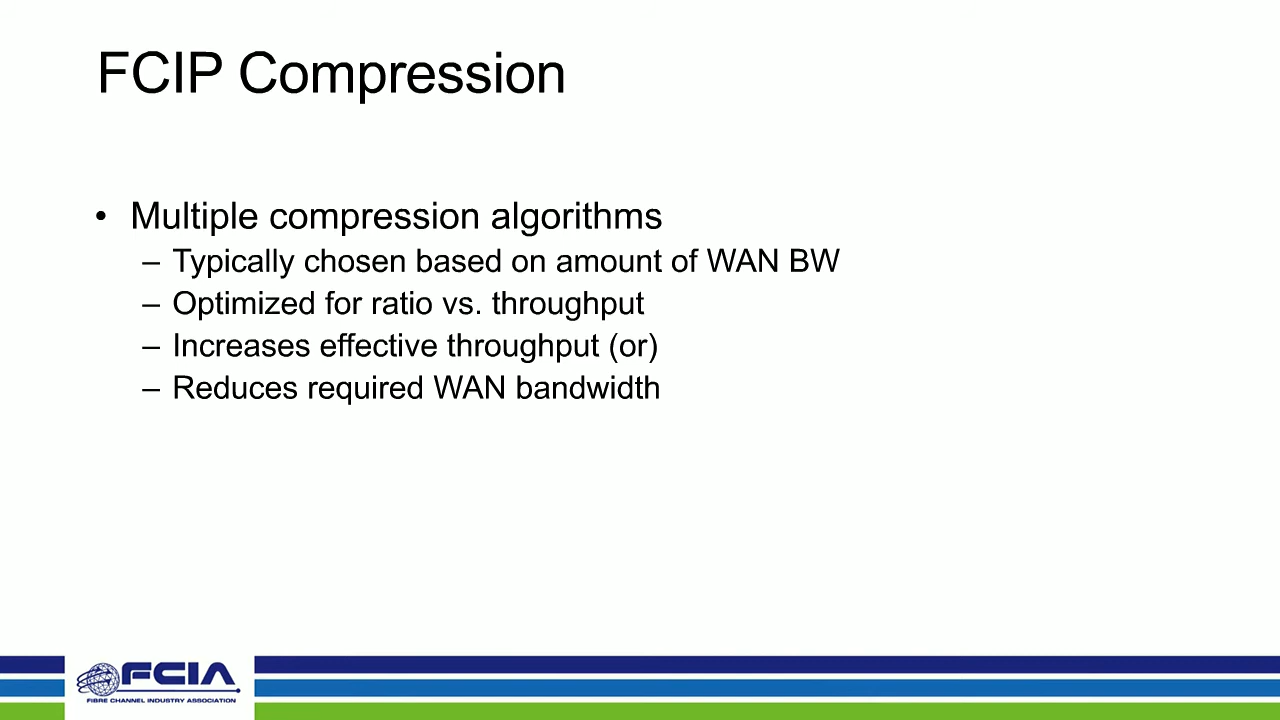 FCIP Compression
• Multiple compression algorithms
– Typically chosen based on amount of WAN BW
– Optimized for ratio vs. throughput
– Increases effective throughput (or)
– Reduces required WAN bandwidth
FCIA
FIBRE CHANNEL INDUSTRY ASSOCIATION